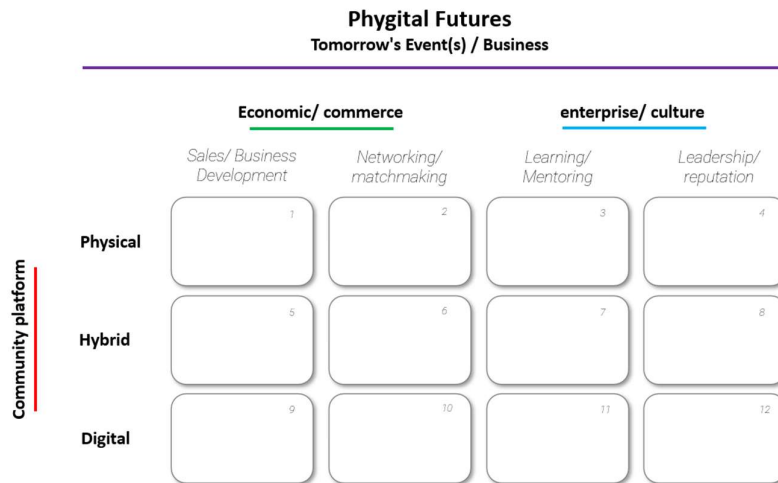 Phygital Futures
Tomorrow's Event(s) / Business
Economic/ commerce
enterprise/ culture
Sales/ Business
Development
Networking/
matchmaking
Learning/
Mentoring
Leadership/
reputation
Community platform
Physical
1
2
3
4
Hybrid
5
6
7
8
Digital
9
10
11
12